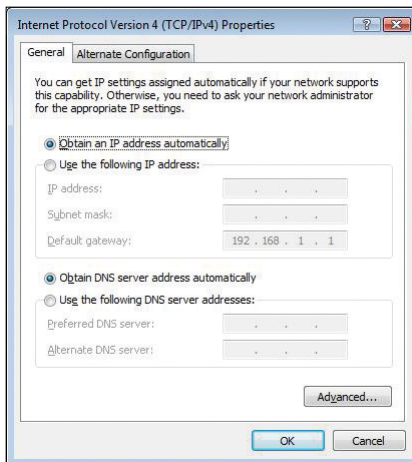 Internet Protocol Version 4 (TCP/IPv4) Properties
General
Alternate Configuration
You can get IP settings assigned automatically if your network supports
this capability. Otherwise, you need to ask your network administrator
for the appropriate IP settings.
Obtain an IP address automatically
Use the following IP address:
IP address:
. . .
Subnet mask:
. . .
Default gateway:
192 . 168 . 1 . 1
Obtain DNS server address automatically
Use the following DNS server addresses:
Preferred DNS server:
. . .
Alternate DNS server:
. . .
Advanced...
OK
Cancel